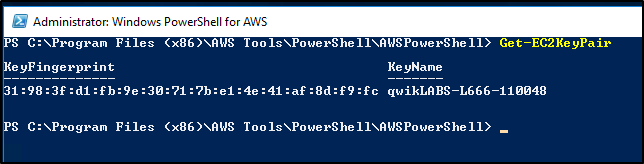 Administrator: Windows PowerShell for AWS
PS C:\Program Files (x86)\AWS Tools\PowerShell\AWSPowerShell> Get-EC2KeyPair
KeyFingerprint KeyName
-------------- -------
31:98:3f:d1:fb:9e:30:71:7b:e1:4e:41:af:8d:f9:fc qwikLABS-L666-110048
PS C:\Program Files (x86)\AWS Tools\PowerShell\AWSPowerShell> _